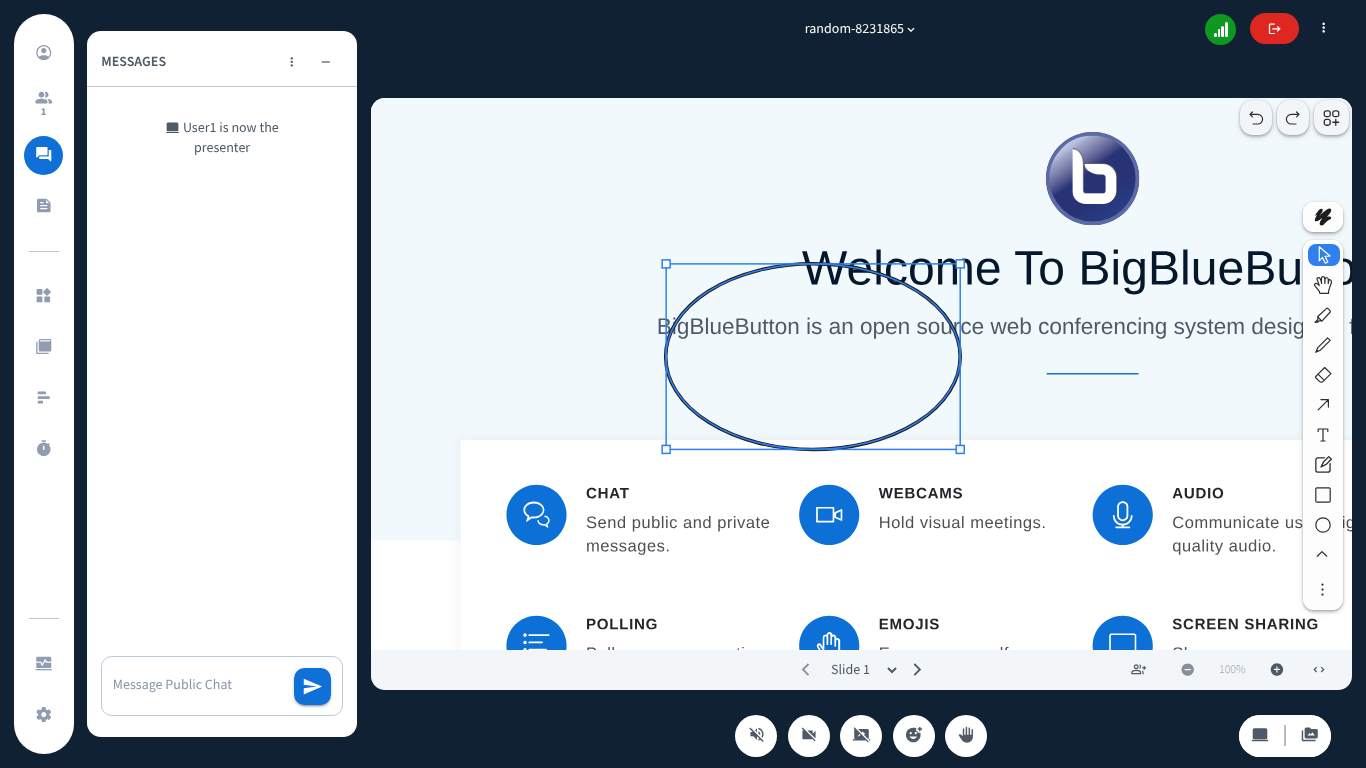 random-8231865
1
MESSAGES
User1 is now the
presenter
Message Public Chat
Welcome To BigBlueBu
BigBlueButton is an open source web conferencing system desig
CHAT
Send public and private
messages.
WEBCAMS
Hold visual meetings.
AUDIO
Communicate us
quality audio.
POLLING
EMOJIS
SCREEN SHARING
Slide 1
100%